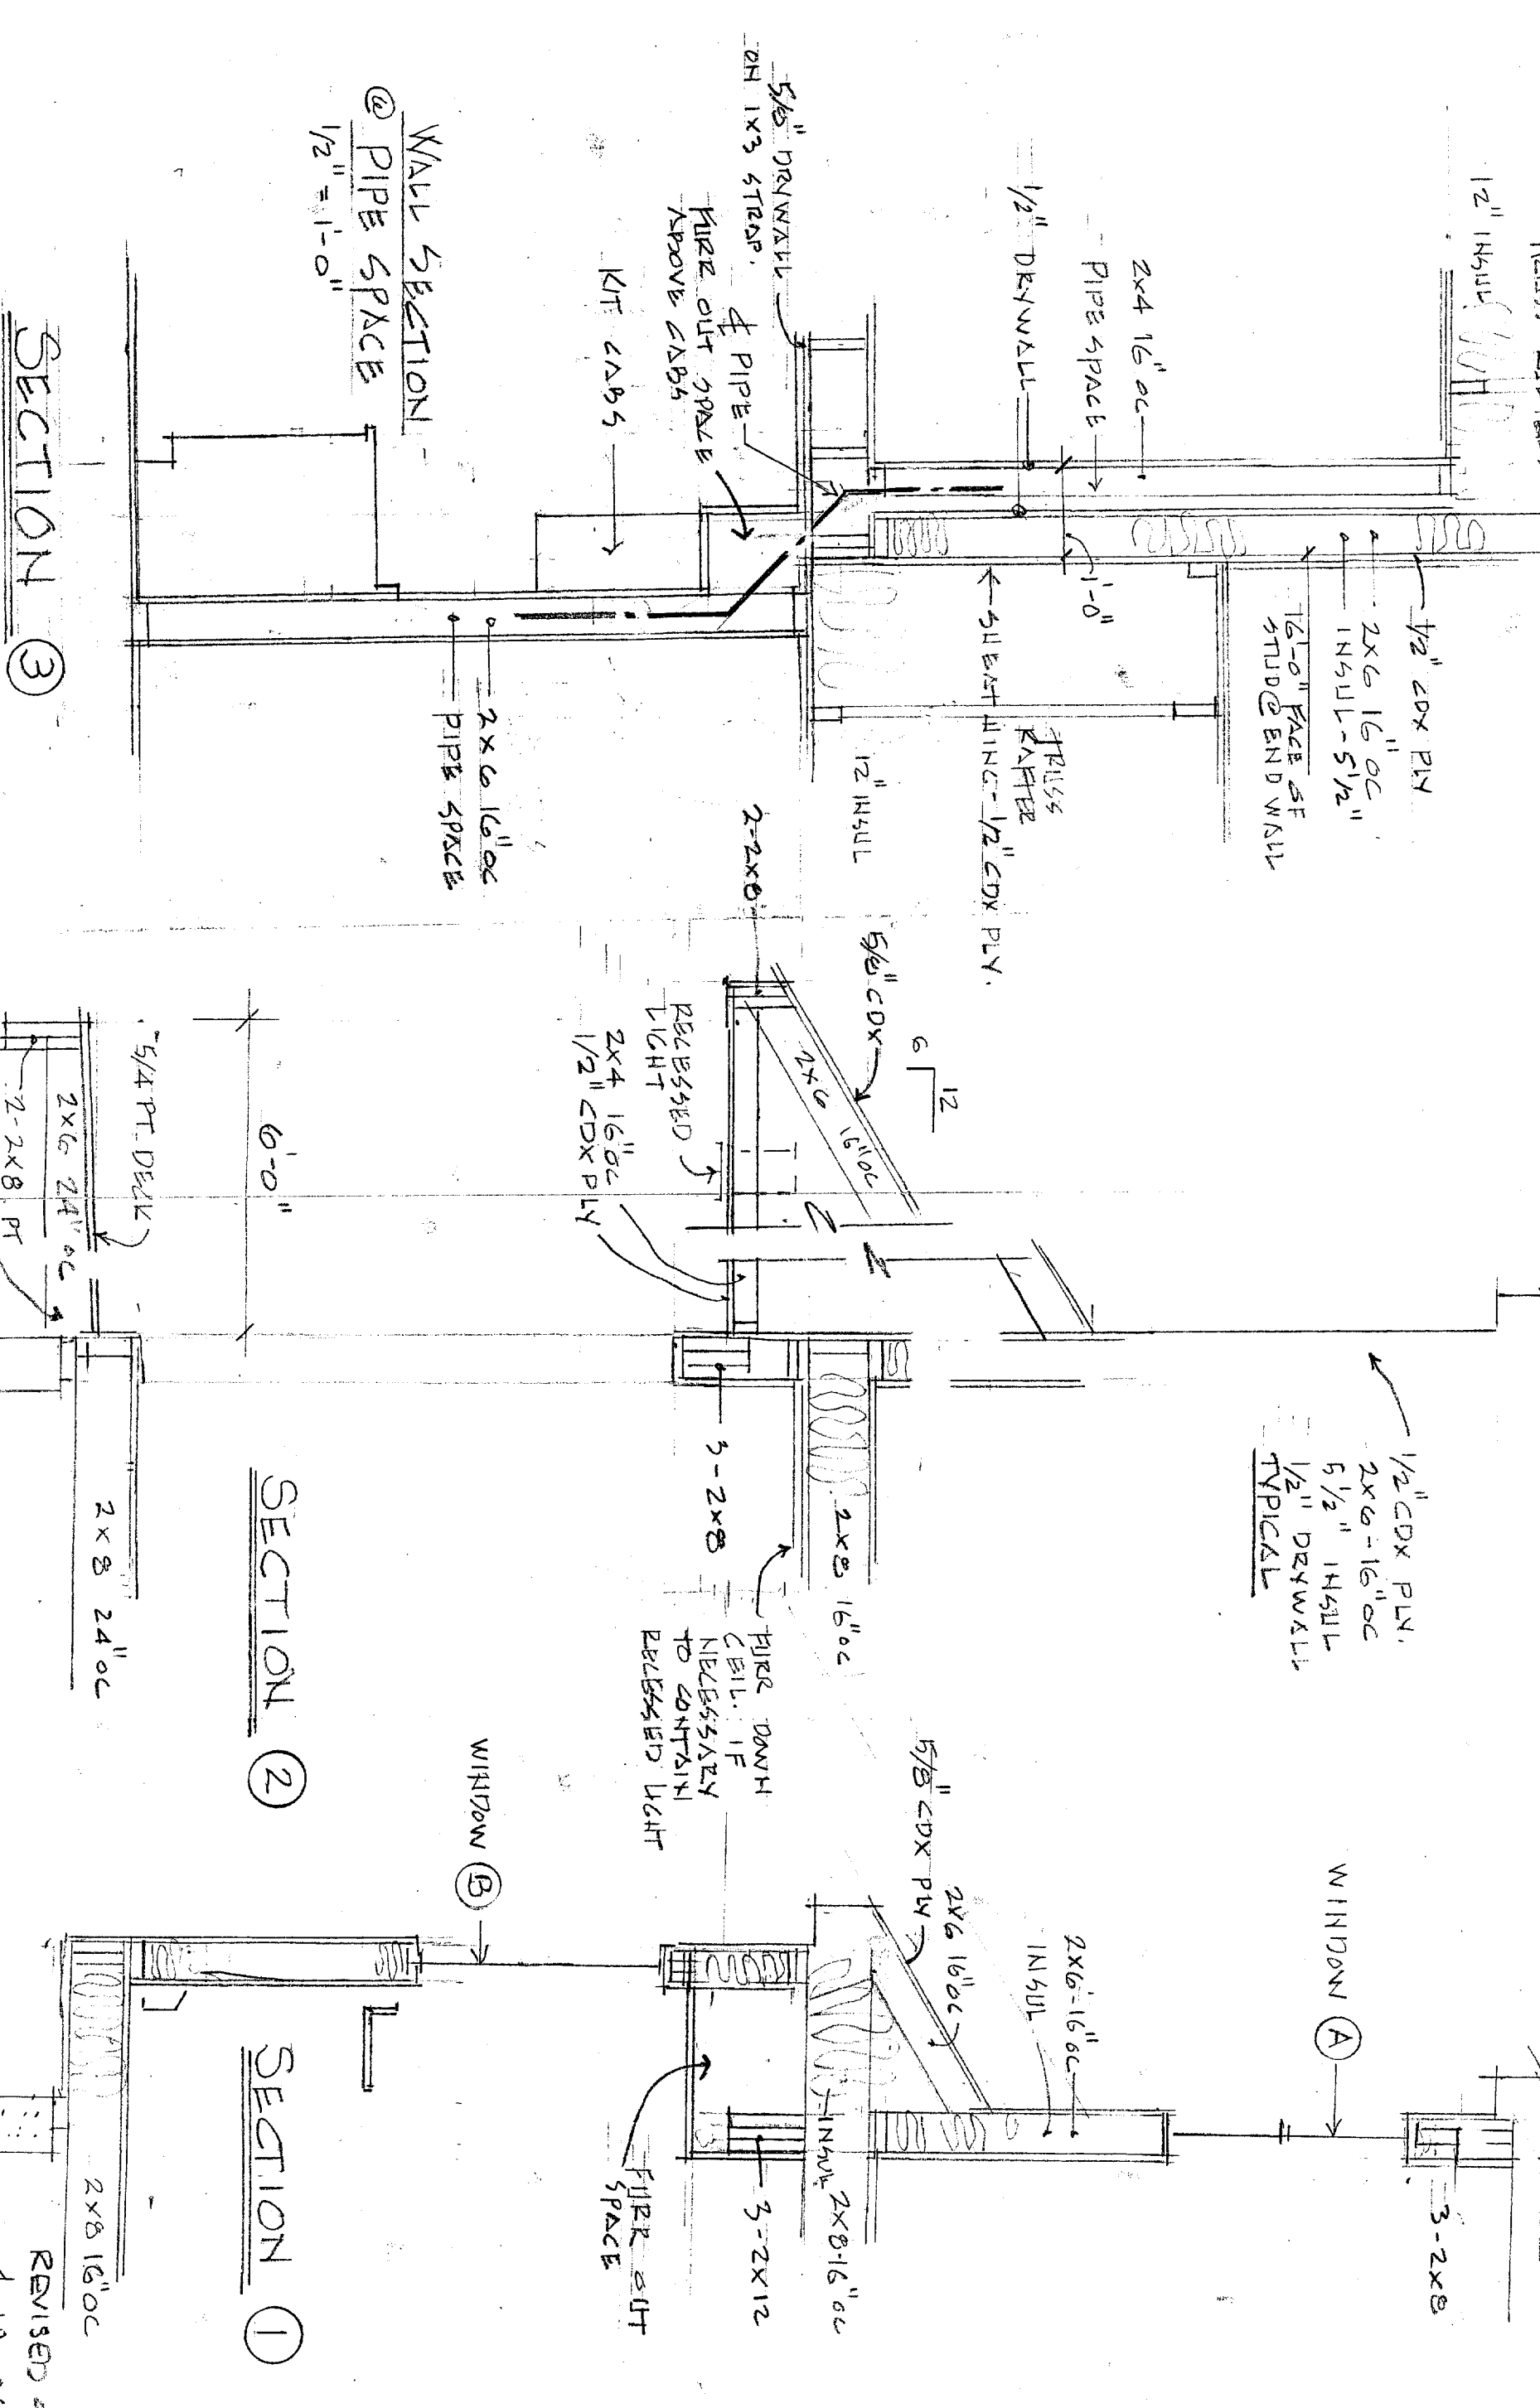 12" INSUL
2x4 16" OC
PIPE SPACE
1/2" DRYWALL
5/8" DRYWALL
ON 1X3 STRAP.
℄ PIPE
FURR OUT SPACE
ABOVE CABS
KIT CABS
WALL SECTION
@ PIPE SPACE
1/2" = 1'-0"
SECTION 3
1/2" CDX PLY
2X6 16" OC
INSUL - 5 1/2"
16'-0" FACE OF
STUD @ END WALL
1'-0"
SHEATHING - 1/2" CDX PLY.
TRUSS
RAFTER
12" INSUL
2X6 16" OC
PIPE SPACE
2-2x8
5/8" CDX
6
12
2X6 16" OC
RECESSED
LIGHT
2X4 16" OC
1/2" CDX PLY
6'-0"
5/4 PT. DECK
2X6 24" OC
2-2X8 PT
1/2" CDX PLY.
2X6-16" OC
5 1/2" INSUL
1/2" DRYWALL
TYPICAL
2x8 16" OC
3-2X8
FURR DOWN
CEIL. IF
NECESSARY
TO CONTAIN
RECESSED LIGHT
2X8 24" OC
SECTION 2
WINDOW A
3-2X8
2X6-16" OC
INSUL
2X6 16" OC
5/8" CDX PLY
INSUL
2X8-16" OC
3-2X12
FURR OUT
SPACE
WINDOW B
2X8 16" OC
SECTION 1
REVISED